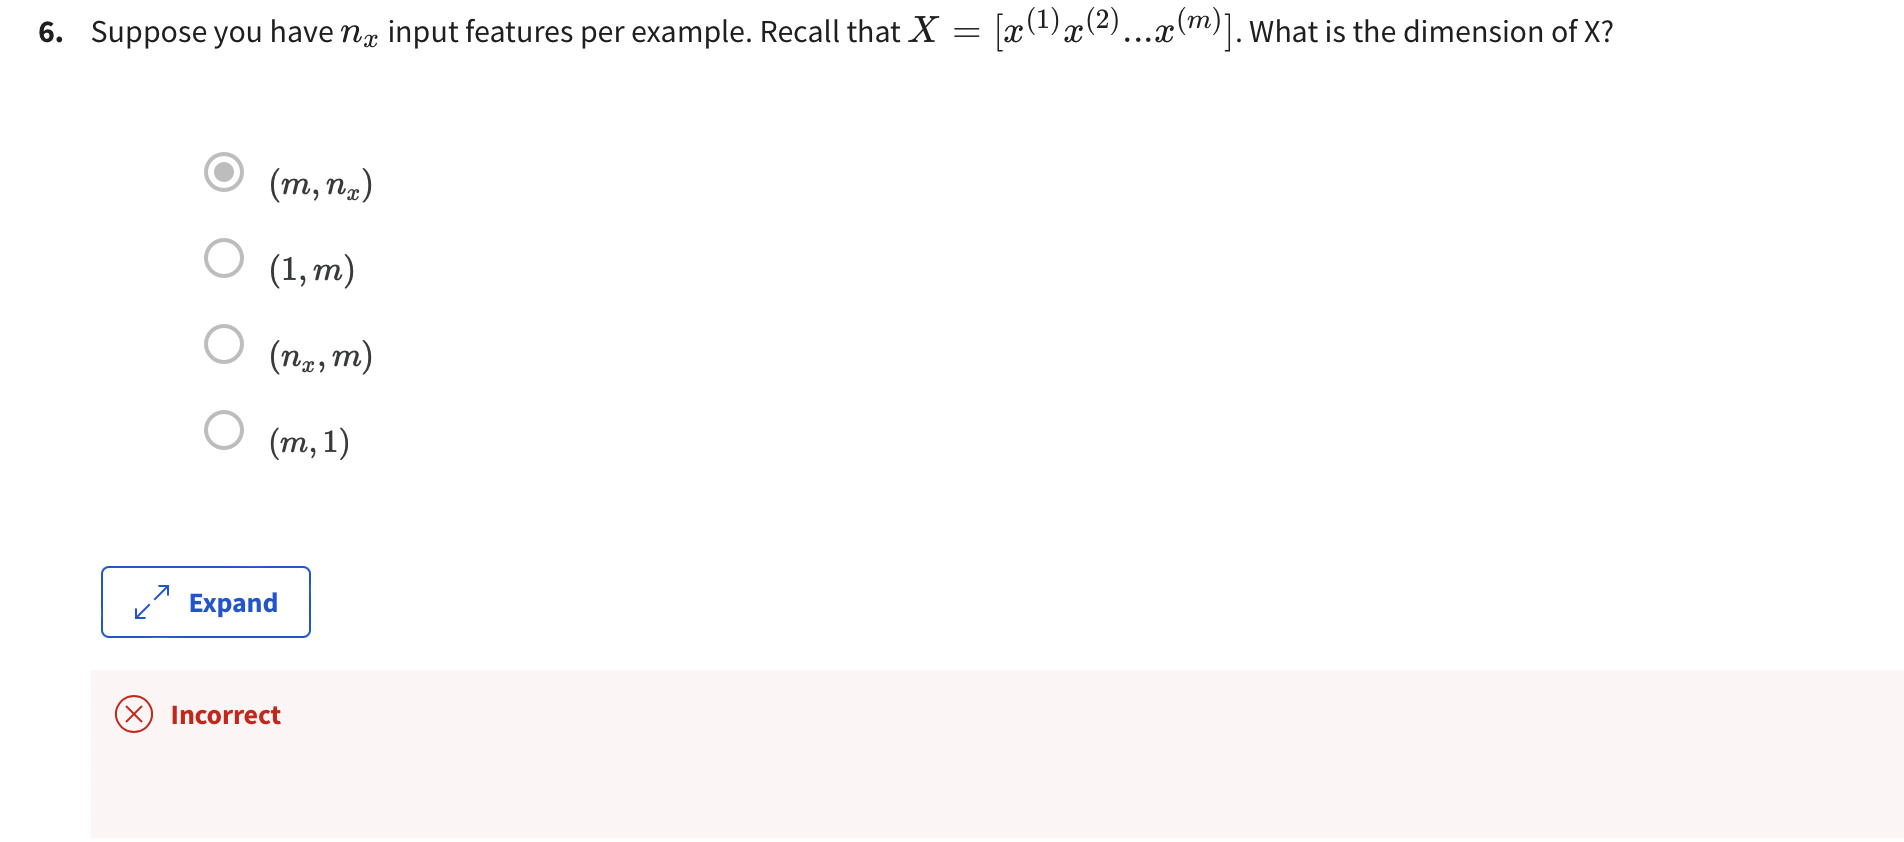 6. Suppose you have $n_x$ input features per example. Recall that $X = [x^{(1)} x^{(2)} ... x^{(m)}]$. What is the dimension of X?
$(m, n_x)$
$(1, m)$
$(n_x, m)$
$(m, 1)$
Expand
Incorrect